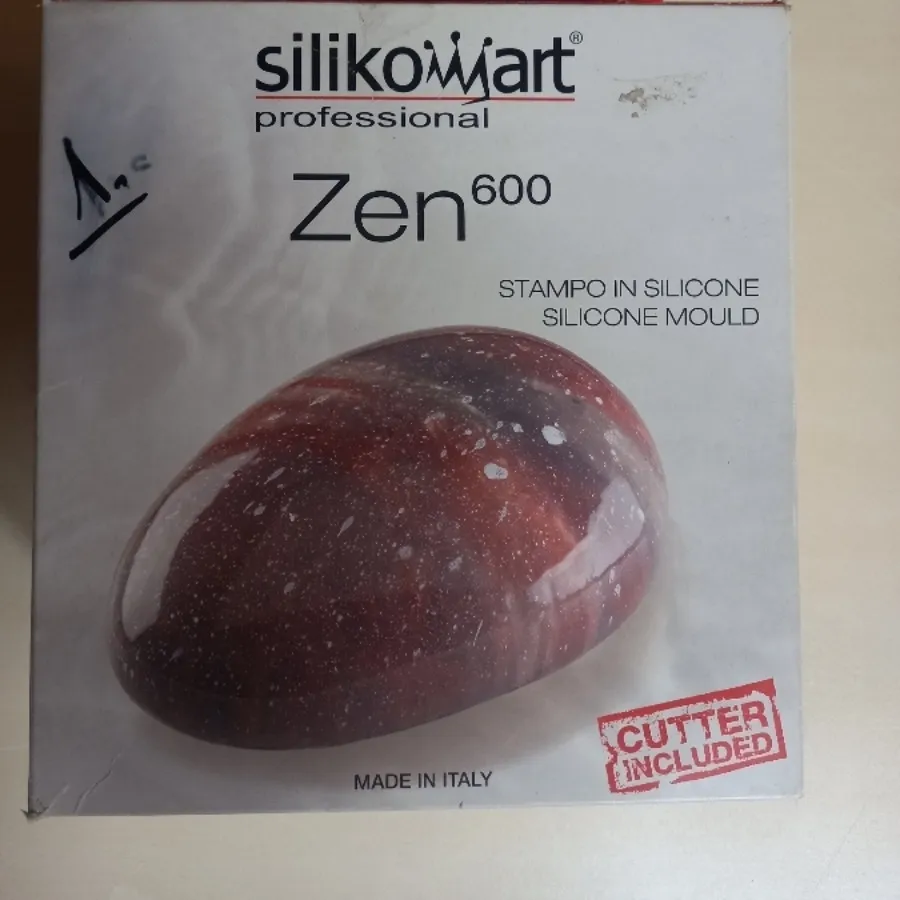 silikomart®
professional
Zen600
STAMPO IN SILICONE
SILICONE MOULD
CUTTER
INCLUDED
MADE IN ITALY